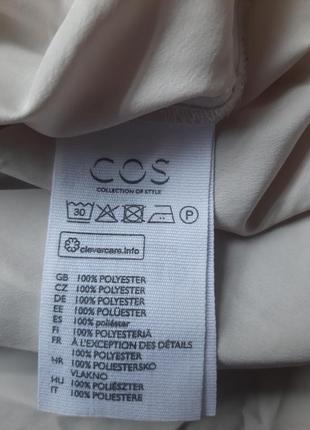 COS
COLLECTION OF STYLE
30 P
clevercare.info
GB 100% POLYESTER
CZ 100% POLYESTER
DE 100% POLYESTER
EE 100% POLÜESTER
ES 100% poliéster
FI 100% POLYESTERIÄ
FR À L'EXCEPTION DES DÉTAILS
100% POLYESTER
HR 100% POLIESTERSKO
VLAKNO
HU 100% POLIÉSZTER
IT 100% POLIESTERE